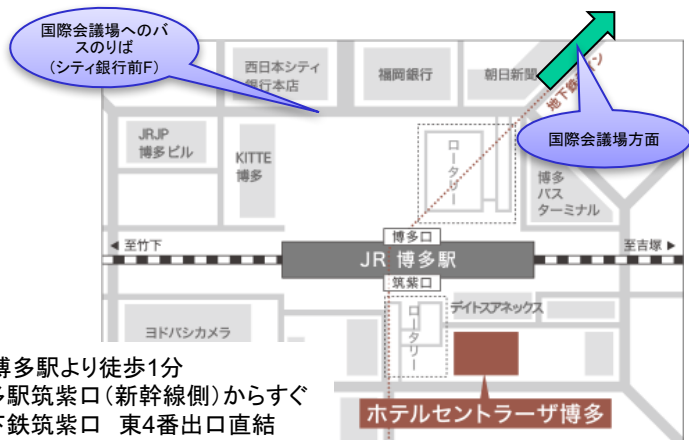 国際会議場へのバ
スのりば
(シティ銀行前F)
西日本シティ
銀行本店
福岡銀行
朝日新聞
地下鉄
ン
国際会議場方面
JRJP
博多ビル
KITTE
博多
ロータリー
博多
バス
ターミナル
博多口
◀ 至竹下
至吉塚 ▶
JR 博多駅
筑紫口
ヨドバシカメラ
ロータリー
デイトスアネックス
博多駅より徒歩1分
駅筑紫口(新幹線側)からすぐ
鉄筑紫口 東4番出口直結
ホテルセントラーザ博多